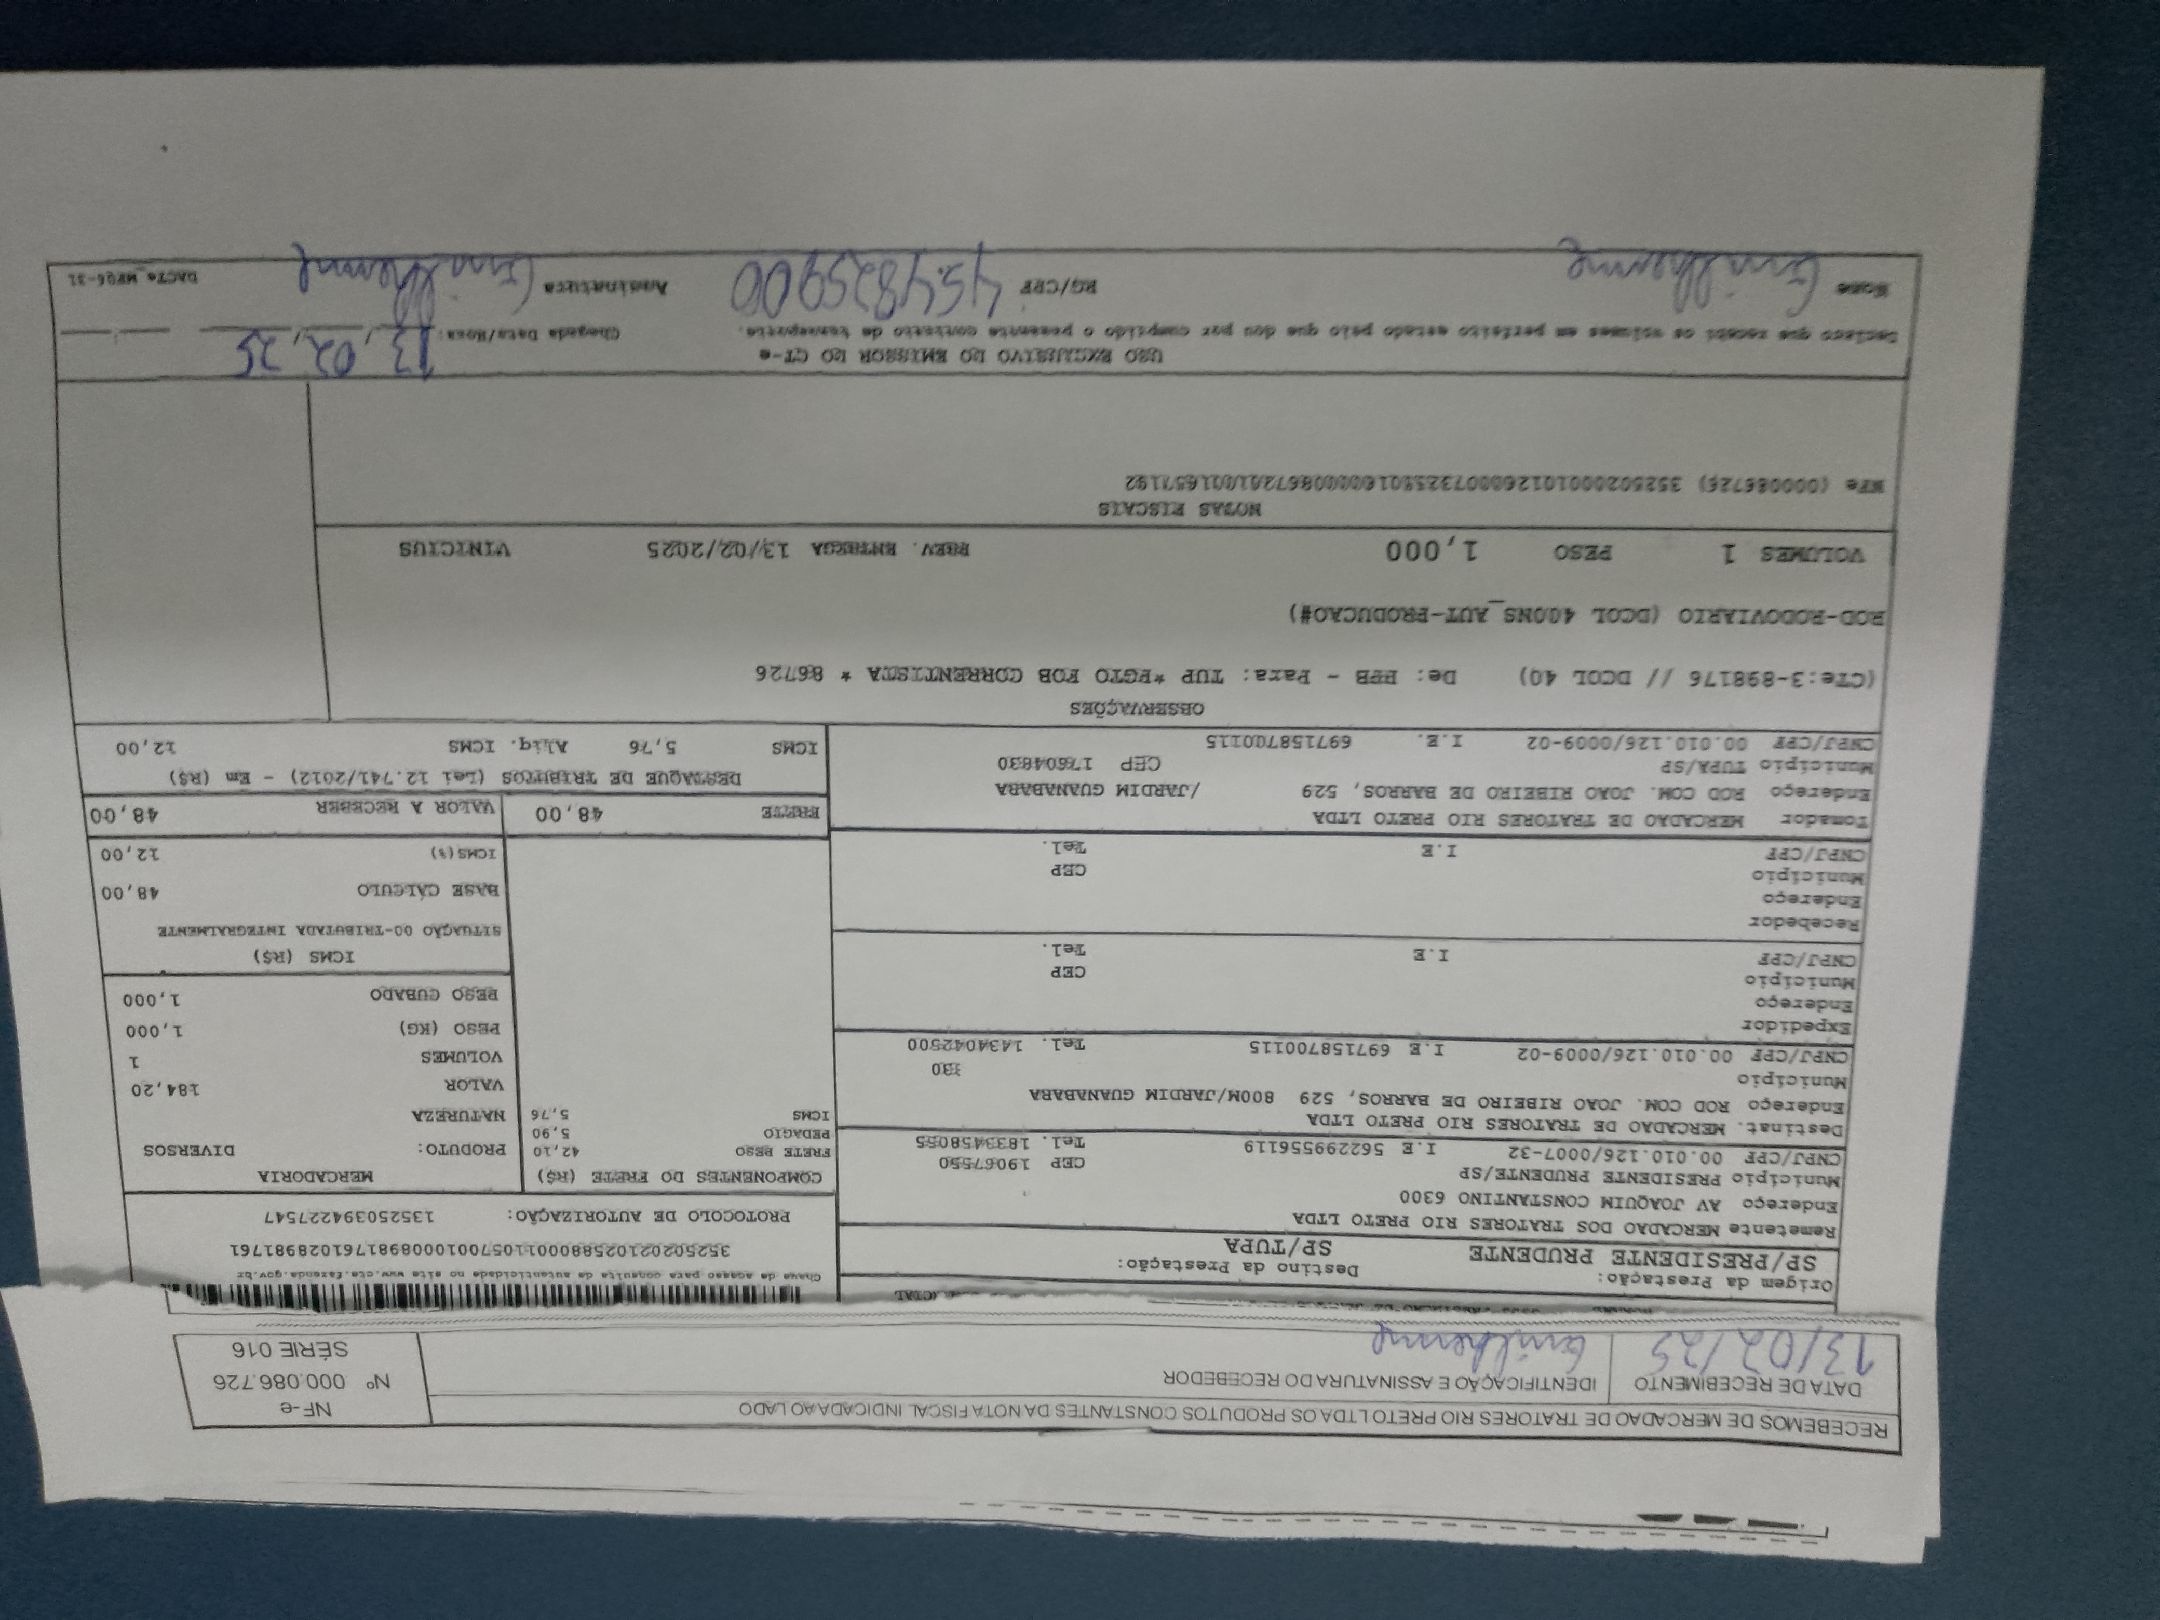 RECEBEMOS DE MERCADAO DE TRATORES RIO PRETO LTDA OS PRODUTOS CONSTANTES DA NOTA FISCAL INDICADA AO LADO
DATA DE RECEBIMENTO
13/02/25
IDENTIFICAÇÃO E ASSINATURA DO RECEBEDOR
Guilherme
NF-e
Nº 000.086.726
SÉRIE 016
Origem da Prestação:
SP/PRESIDENTE PRUDENTE
Destino da Prestação:
SP/TUPA
Remetente MERCADAO DOS TRATORES RIO PRETO LTDA
Endereço AV JOAQUIM CONSTANTINO 6300
Município PRESIDENTE PRUDENTE/SP CEP 19067550
CNPJ/CPF 00.010.126/0007-32 I.E 562299556119 Tel. 1833458055
Destinat. MERCADAO DE TRATORES RIO PRETO LTDA
Endereço ROD COM. JOAO RIBEIRO DE BARROS, 529 800M/JARDIM GUANABARA
Município
CNPJ/CPF 00.010.126/0009-02 I.E 697158700115 Tel. 1434042500
Expedidor
Endereço
Município CEP
CNPJ/CPF I.E Tel.
Recebedor
Endereço
Município CEP
CNPJ/CPF I.E Tel.
Tomador MERCADAO DE TRATORES RIO PRETO LTDA
Endereço ROD COM. JOAO RIBEIRO DE BARROS, 529 /JARDIM GUANABARA
Município TUPA/SP CEP 17604830
CNPJ/CPF 00.010.126/0009-02 I.E. 697158700115
Chave de acesso para consulta de autenticidade no site www.cte.fazenda.gov.br
PROTOCOLO DE AUTORIZAÇÃO: 135250394227547
COMPONENTES DO FRETE (R$)
FRETE PESO 42,10
PEDAGIO 5,90
ICMS 5,76
MERCADORIA
PRODUTO: DIVERSOS
NATUREZA
VALOR 184,20
VOLUMES 1
PESO (KG) 1,000
PESO CUBADO 1,000
ICMS (R$)
SITUAÇÃO 00-TRIBUTADA INTEGRALMENTE
BASE CÁLCULO 48,00
ICMS(%) 12,00
FRETE 48,00 VALOR A RECEBER 48,00
DESTAQUE DE TRIBUTOS (Lei 12.741/2012) - Em (R$)
ICMS 5,76 Aliq. ICMS 12,00
OBSERVAÇÕES
(CTe:3-898176 // DCOL 40) De: PPB - Para: TUP *PGTO FOB CORRENTISTA * 86726
ROD-RODOVIARIO (DCOL 400NS_AUT-PRODUCAO#)
VOLUMES 1 PESO 1,000 PREV. ENTREGA 13/02/2025 VINICIUS
NOTAS FISCAIS
NFe (000086726)
USO EXCLUSIVO DO EMISSOR DO CT-e
Declaro que recebi os volumes em perfeito estado pelo que dou por cumprido o presente contrato de transporte.
Chegada Data/Hora: 13/02/25
Nome Guilherme
RG/CPF
Assinatura Guilherme
DACTe_MP06-31